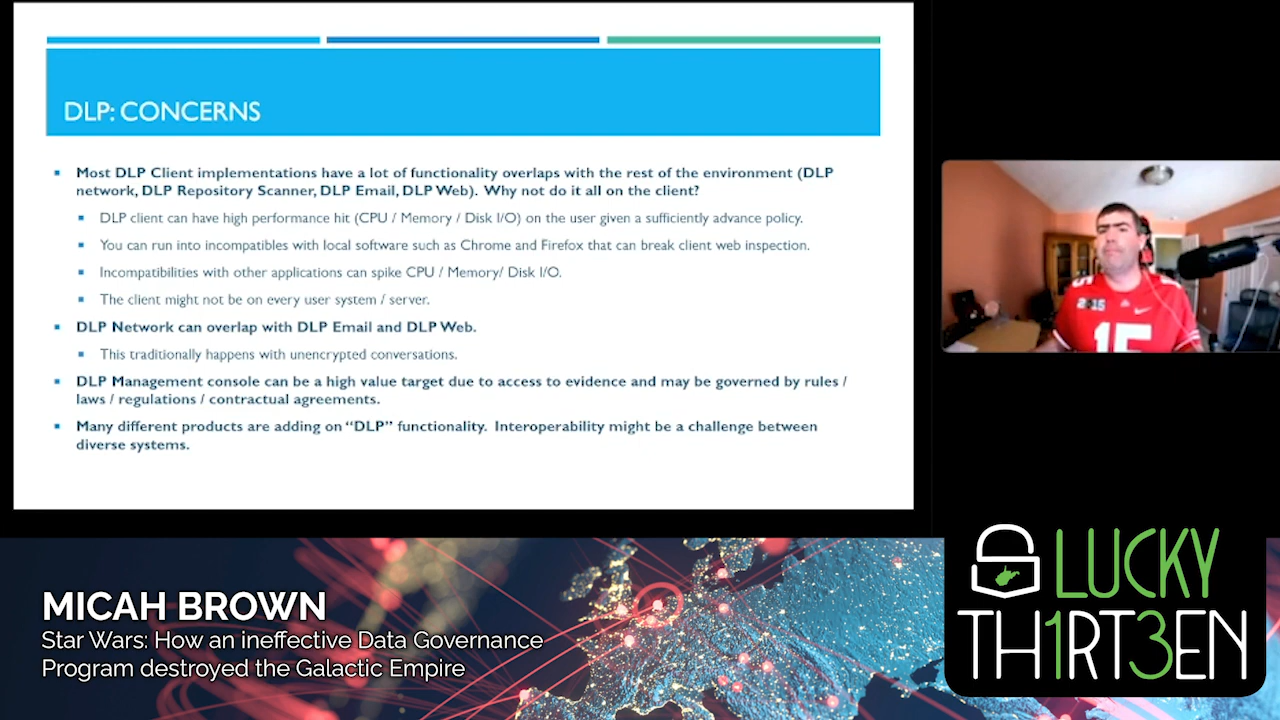 DLP: CONCERNS
Most DLP Client implementations have a lot of functionality overlaps with the rest of the environment (DLP
network, DLP Repository Scanner, DLP Email, DLP Web). Why not do it all on the client?
DLP client can have high performance hit (CPU / Memory / Disk I/O) on the user given a sufficiently advance policy.
You can run into incompatibles with local software such as Chrome and Firefox that can break client web inspection.
Incompatibilities with other applications can spike CPU / Memory/ Disk I/O.
The client might not be on every user system / server.
DLP Network can overlap with DLP Email and DLP Web.
This traditionally happens with unencrypted conversations.
DLP Management console can be a high value target due to access to evidence and may be governed by rules /
laws / regulations / contractual agreements.
Many different products are adding on “DLP” functionality. Interoperability might be a challenge between
diverse systems.
2015
15
MICAH BROWN
Star Wars: How an ineffective Data Governance
Program destroyed the Galactic Empire
LUCKY
TH1RT3EN